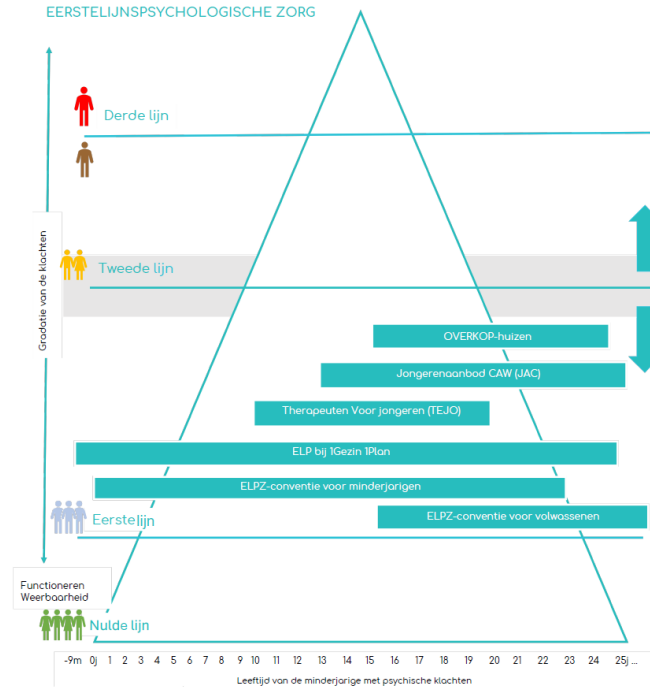 EERSTELIJNSPSYCHOLOGISCHE ZORG
Derde lijn
Gradatie van de klachten
Tweede lijn
OVERKOP-huizen
Jongerenaanbod CAW (JAC)
Therapeuten Voor jongeren (TEJO)
ELP bij 1Gezin 1Plan
ELPZ-conventie voor minderjarigen
ELPZ-conventie voor volwassenen
Eerste lijn
Functioneren
Weerbaarheid
Nulde lijn
-9m 0j 1 2 3 4 5 6 7 8 9 10 11 12 13 14 15 16 17 18 19 20 21 22 23 24 25j ...
Leeftijd van de minderjarige met psychische klachten